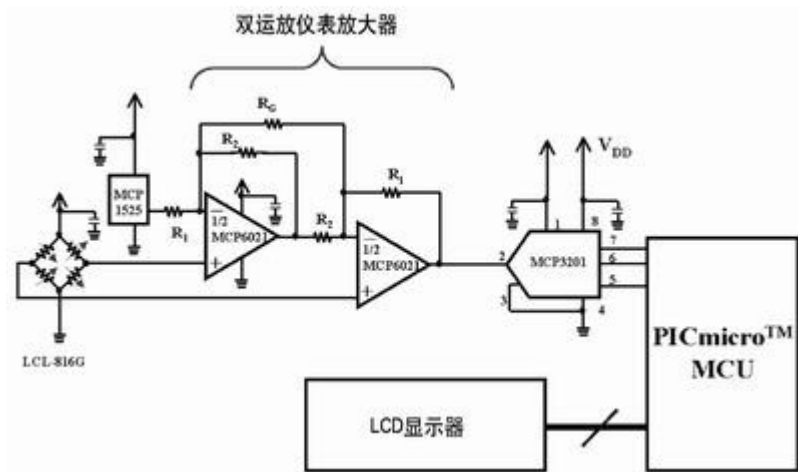 双运放仪表放大器
R_G
R_2
R_1
MCP
1525
R_1
1/2
MCP6021
R_2
1/2
MCP6021
LCL-816G
V_DD
1
8
2
MCP3201
7
6
5
3
4
PICmicro™
MCU
LCD显示器